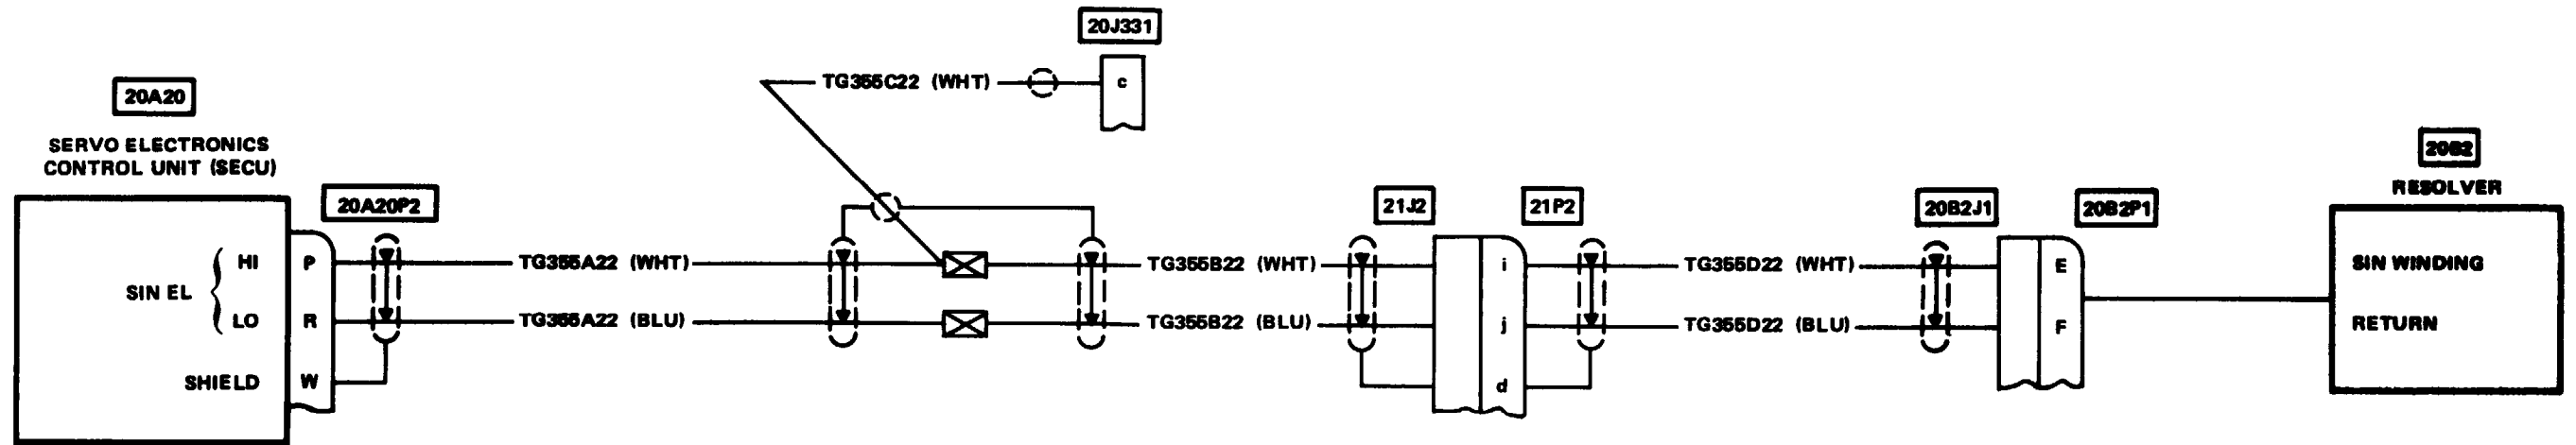 20J331
TG355C22 (WHT)
c
20A20
SERVO ELECTRONICS
CONTROL UNIT (SECU)
20A20P2
21J2
21P2
20B2J1
20B2P1
20B2
RESOLVER
SIN EL
HI
P
TG355A22 (WHT)
TG355B22 (WHT)
i
TG355D22 (WHT)
E
SIN WINDING
LO
R
TG355A22 (BLU)
TG355B22 (BLU)
j
TG355D22 (BLU)
F
RETURN
SHIELD
W
d